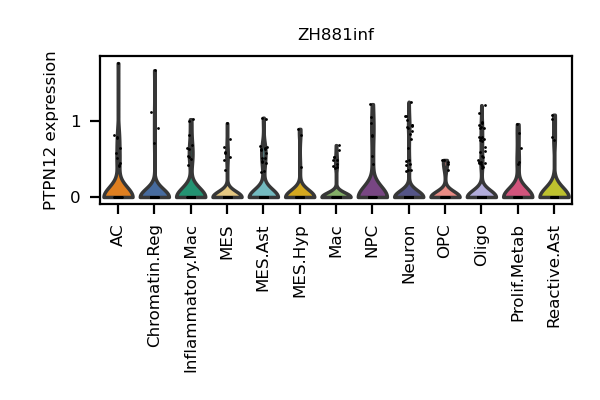 ZH881inf
PTPN12 expression
1
0
AC
Chromatin.Reg
Inflammatory.Mac
MES
MES.Ast
MES.Hyp
Mac
NPC
Neuron
OPC
Oligo
Prolif.Metab
Reactive.Ast